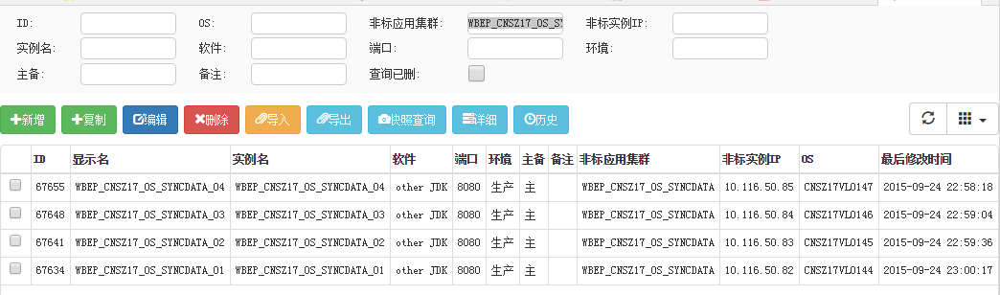 ID: OS: 非标应用集群: WBEP_CNSZ17_OS_SY 非标实例IP:
实例名: 软件: 端口: 环境:
主备: 备注: 查询已删:
新增 复制 编辑 删除 导入 导出 快照查询 详细 历史
ID 显示名 实例名 软件 端口 环境 主备 备注 非标应用集群 非标实例IP OS 最后修改时间
67655 WBEP_CNSZ17_OS_SYNCDATA_04 WBEP_CNSZ17_OS_SYNCDATA_04 other JDK 8080 生产 主 WBEP_CNSZ17_OS_SYNCDATA 10.116.50.85 CNSZ17VL0147 2015-09-24 22:58:18
67648 WBEP_CNSZ17_OS_SYNCDATA_03 WBEP_CNSZ17_OS_SYNCDATA_03 other JDK 8080 生产 主 WBEP_CNSZ17_OS_SYNCDATA 10.116.50.84 CNSZ17VL0146 2015-09-24 22:59:04
67641 WBEP_CNSZ17_OS_SYNCDATA_02 WBEP_CNSZ17_OS_SYNCDATA_02 other JDK 8080 生产 主 WBEP_CNSZ17_OS_SYNCDATA 10.116.50.83 CNSZ17VL0145 2015-09-24 22:59:36
67634 WBEP_CNSZ17_OS_SYNCDATA_01 WBEP_CNSZ17_OS_SYNCDATA_01 other JDK 8080 生产 主 WBEP_CNSZ17_OS_SYNCDATA 10.116.50.82 CNSZ17VL0144 2015-09-24 23:00:17